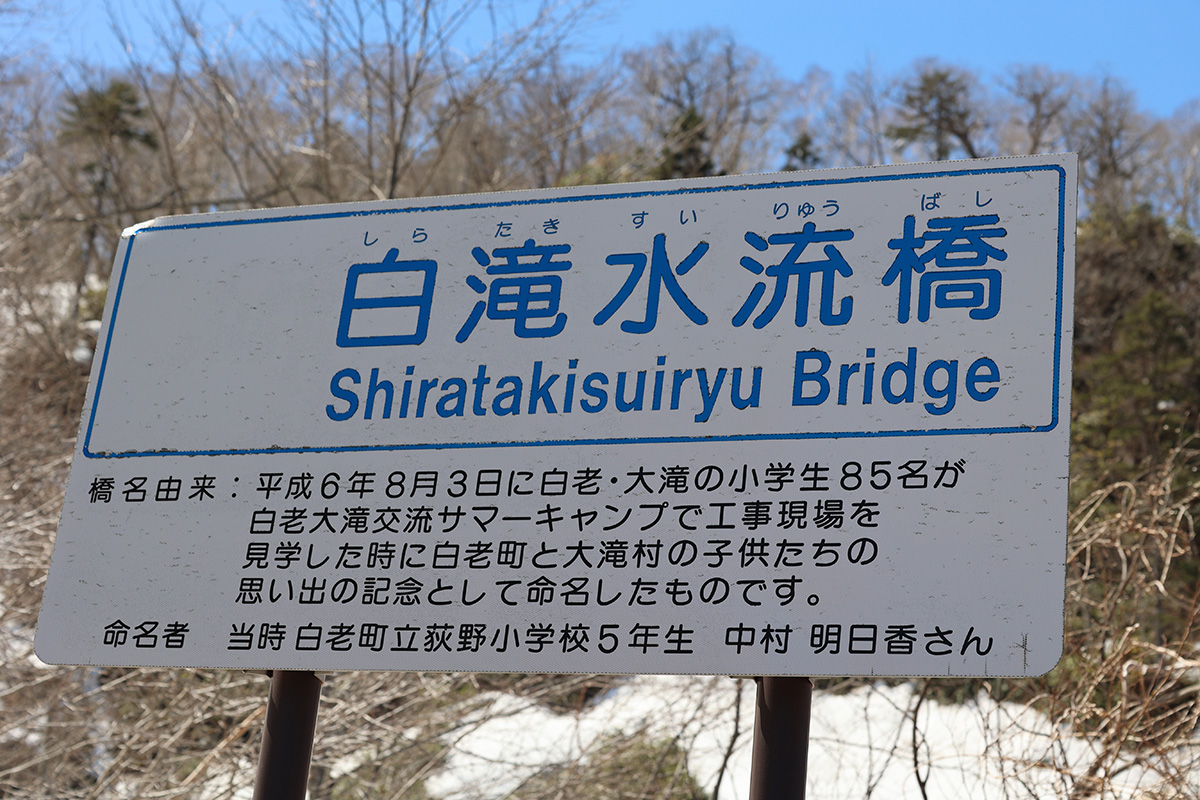 しら たき すい りゅう ばし
白滝水流橋
Shiratakisuiryu Bridge
橋名由来：平成6年8月3日に白老・大滝の小学生85名が
白老大滝交流サマーキャンプで工事現場を
見学した時に白老町と大滝村の子供たちの
思い出の記念として命名したものです。
命名者 当時 白老町立萩野小学校5年生 中村 明日香さん